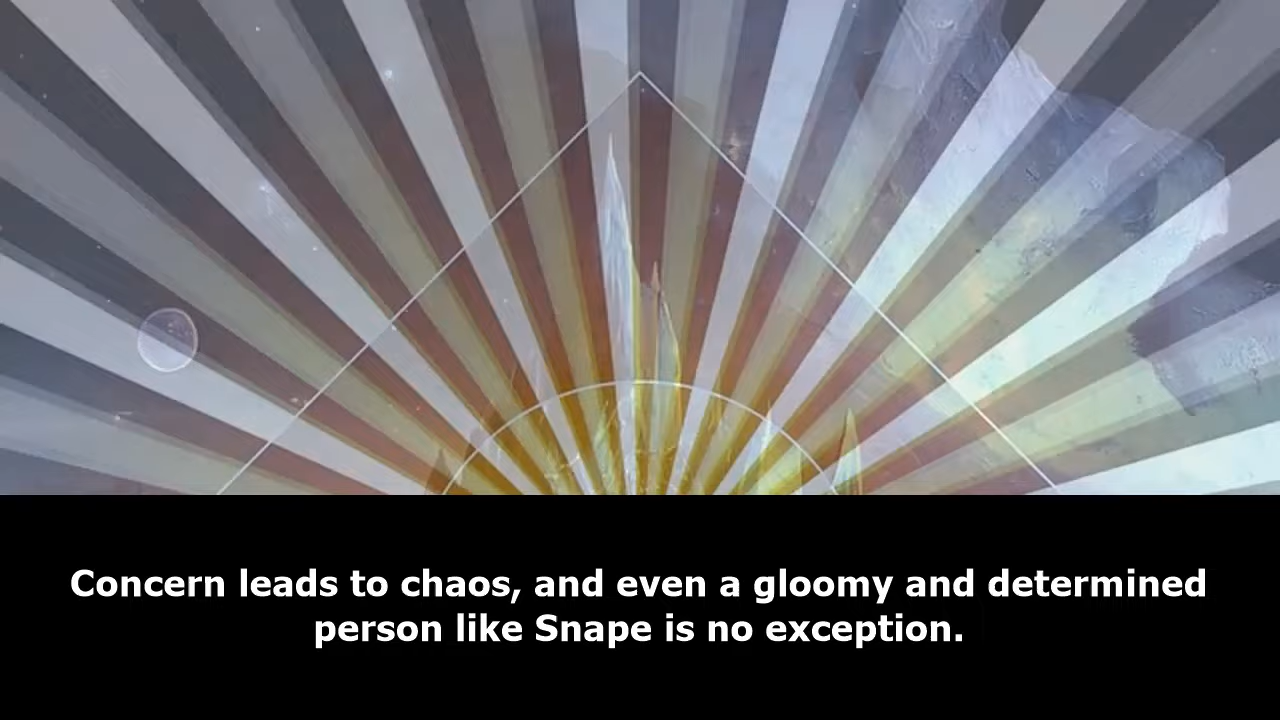 Concern leads to chaos, and even a gloomy and determined
person like Snape is no exception.